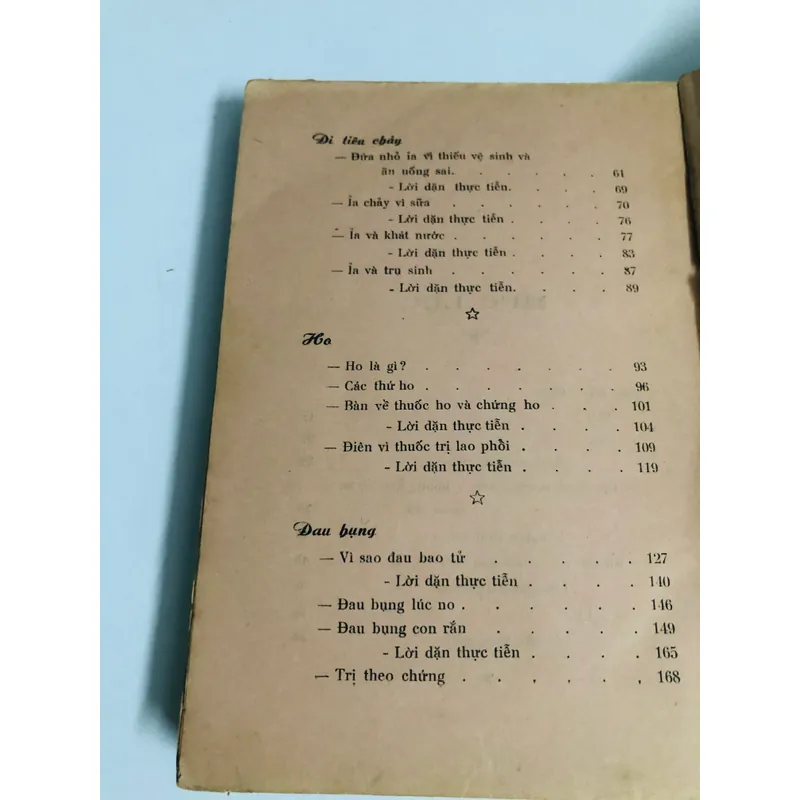 Đi tiêu chảy
— Đứa nhỏ ỉa vì thiếu vệ sinh và
ăn uống sai. . . . . . 61
- Lời dặn thực tiễn. . . . . 69
— Ỉa chảy vì sữa . . . . . . 70
- Lời dặn thực tiễn . . . . . 76
— Ỉa và khát nước . . . . . . 77
- Lời dặn thực tiễn . . . . 83
— Ỉa và trụ sinh . . . . . . 87
- Lời dặn thực tiễn. . . . 89
☆
Ho
— Ho là gì ? . . . . . . . 93
— Các thứ ho . . . . . . . 96
— Bàn về thuốc ho và chứng ho . . . 101
- Lời dặn thực tiễn . . . . 104
— Điên vì thuốc trị lao phổi . . . . 109
- Lời dặn thực tiễn . . . . 119
☆
Đau bụng
— Vì sao đau bao tử . . . . . 127
- Lời dặn thực tiễn . . . . 140
— Đau bụng lúc no . . . . . . 146
— Đau bụng con rắn . . . . . 149
- Lời dặn thực tiễn . . . . 165
— Trị theo chứng . . . . . . 168